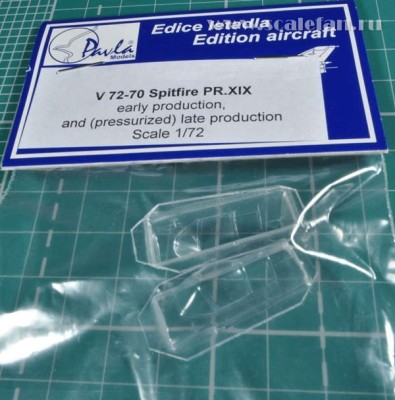 Edice letadla
Edition aircraft
Pavla
Models
V 72-70 Spitfire PR.XIX
early production,
and (pressurized) late production
Scale 1/72